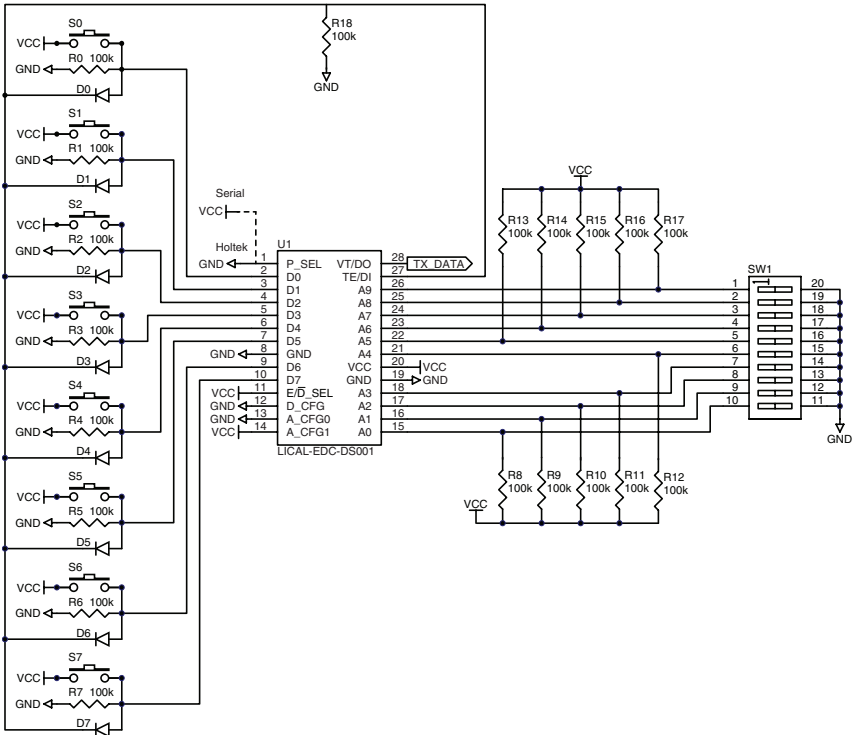 S0
VCC
R0 100k
GND
D0
S1
VCC
R1 100k
GND
D1
S2
VCC
R2 100k
GND
D2
S3
VCC
R3 100k
GND
D3
S4
VCC
R4 100k
GND
D4
S5
VCC
R5 100k
GND
D5
S6
VCC
R6 100k
GND
D6
S7
VCC
R7 100k
GND
D7
R18
100k
GND
Serial
VCC
Holtek
GND
U1
1 P_SEL
2 D0
3 D1
4 D2
5 D3
6 D4
7 D5
GND 8 GND
9 D6
10 D7
VCC 11 E/D_SEL
GND 12 D_CFG
GND 13 A_CFG0
VCC 14 A_CFG1
VT/DO 28 TX_DATA
TE/DI 27
A9 26
A8 25
A7 24
A6 23
A5 22
A4 21
VCC 20 VCC
GND 19 GND
A3 18
A2 17
A1 16
A0 15
LICAL-EDC-DS001
VCC
R13
100k
R14
100k
R15
100k
R16
100k
R17
100k
VCC
R8
100k
R9
100k
R10
100k
R11
100k
R12
100k
SW1
1 20
2 19
3 18
4 17
5 16
6 15
7 14
8 13
9 12
10 11
GND